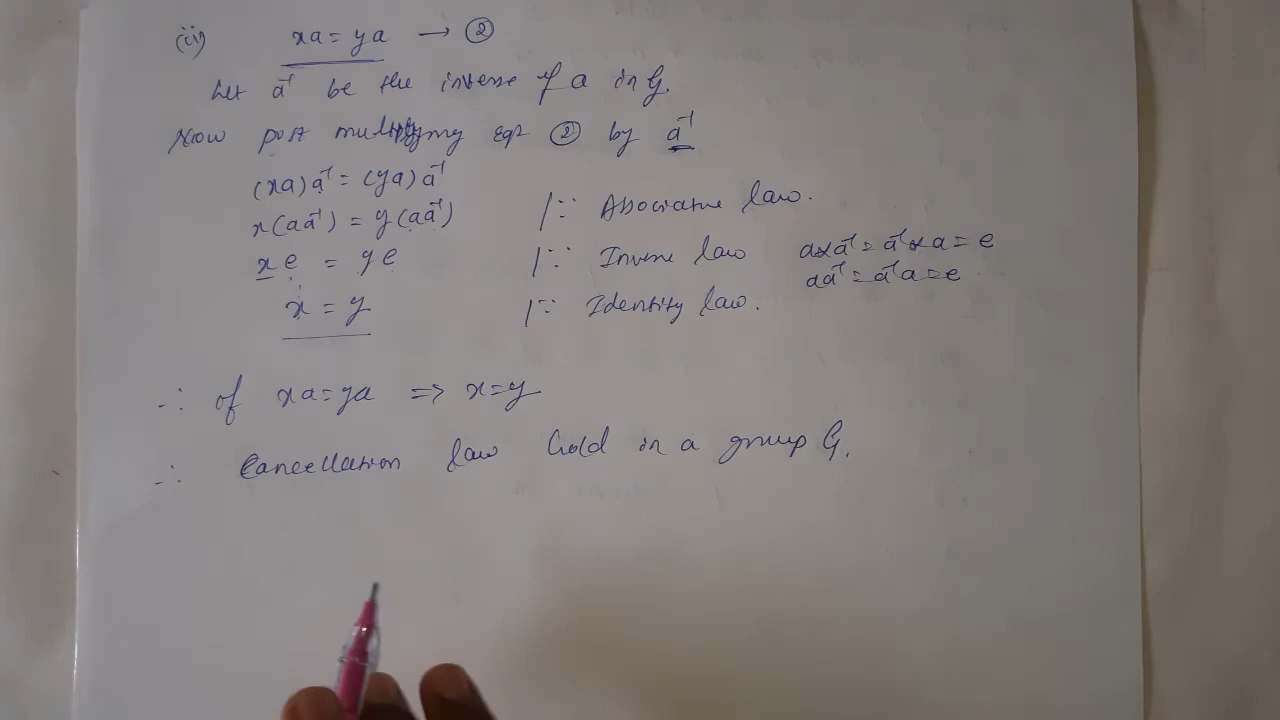 (ii) xa = ya → ②
Let a⁻¹ be the inverse of a in G.
Now post multiplying eqn ② by a⁻¹
(xa)a⁻¹ = (ya)a⁻¹
x(aa⁻¹) = y(aa⁻¹) |∵ Associative law.
xe = ye |∵ Inverse law a*a⁻¹ = a⁻¹*a = e
aa⁻¹ = a⁻¹a = e
x = y |∵ Identity law.
∴ of xa = ya ⇒ x = y
∴ Cancellation law hold in a group G.